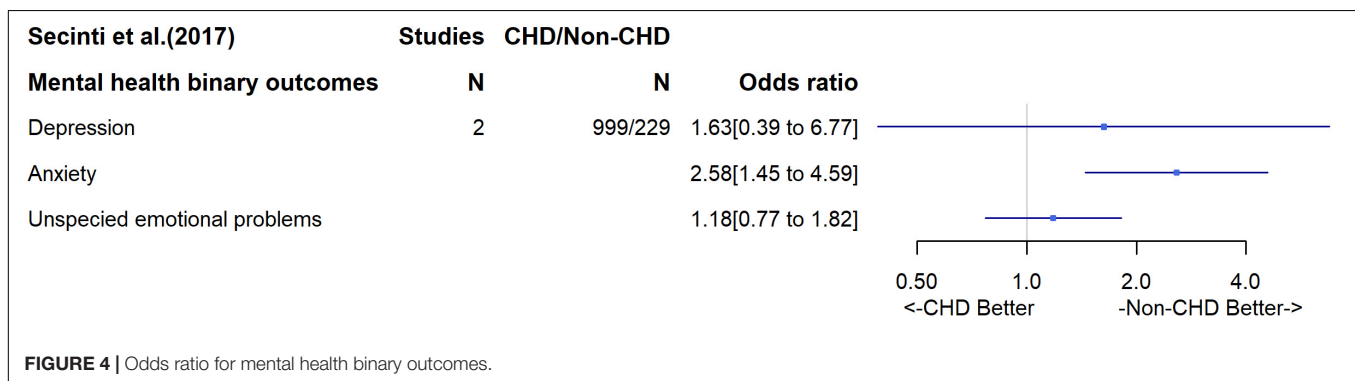 Secinti et al.(2017) Studies CHD/Non-CHD
Mental health binary outcomes N N Odds ratio
Depression 2 999/229 1.63[0.39 to 6.77]
Anxiety 2.58[1.45 to 4.59]
Unspecied emotional problems 1.18[0.77 to 1.82]
0.50 1.0 2.0 4.0
<-CHD Better -Non-CHD Better->
FIGURE 4 | Odds ratio for mental health binary outcomes.